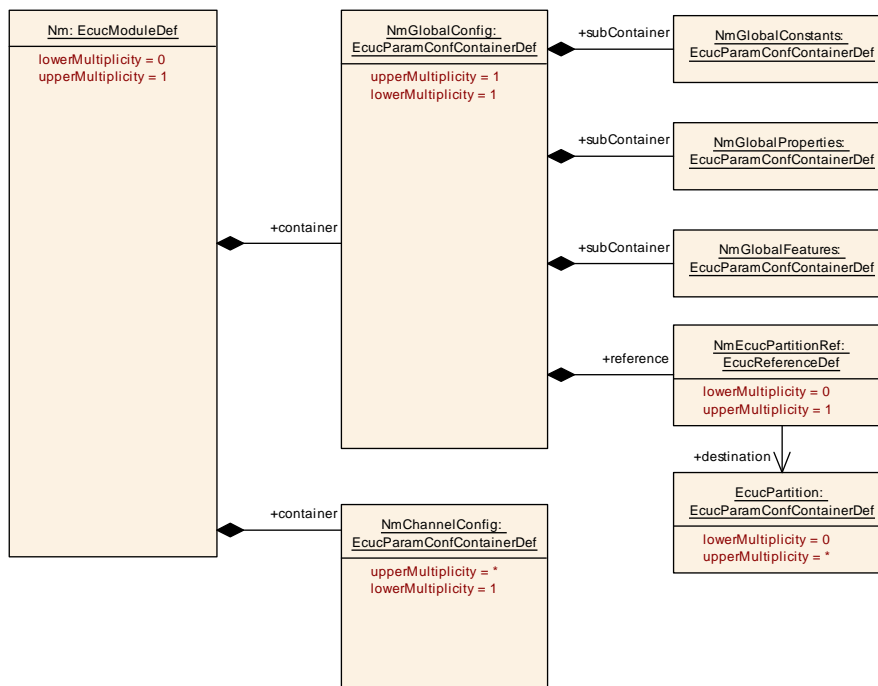 Nm: EcucModuleDef
lowerMultiplicity = 0
upperMultiplicity = 1
+container
+container
NmGlobalConfig:
EcucParamConfContainerDef
upperMultiplicity = 1
lowerMultiplicity = 1
+subContainer
NmGlobalConstants:
EcucParamConfContainerDef
+subContainer
NmGlobalProperties:
EcucParamConfContainerDef
+subContainer
NmGlobalFeatures:
EcucParamConfContainerDef
+reference
NmEcucPartitionRef:
EcucReferenceDef
lowerMultiplicity = 0
upperMultiplicity = 1
+destination
EcucPartition:
EcucParamConfContainerDef
lowerMultiplicity = 0
upperMultiplicity = *
NmChannelConfig:
EcucParamConfContainerDef
upperMultiplicity = *
lowerMultiplicity = 1